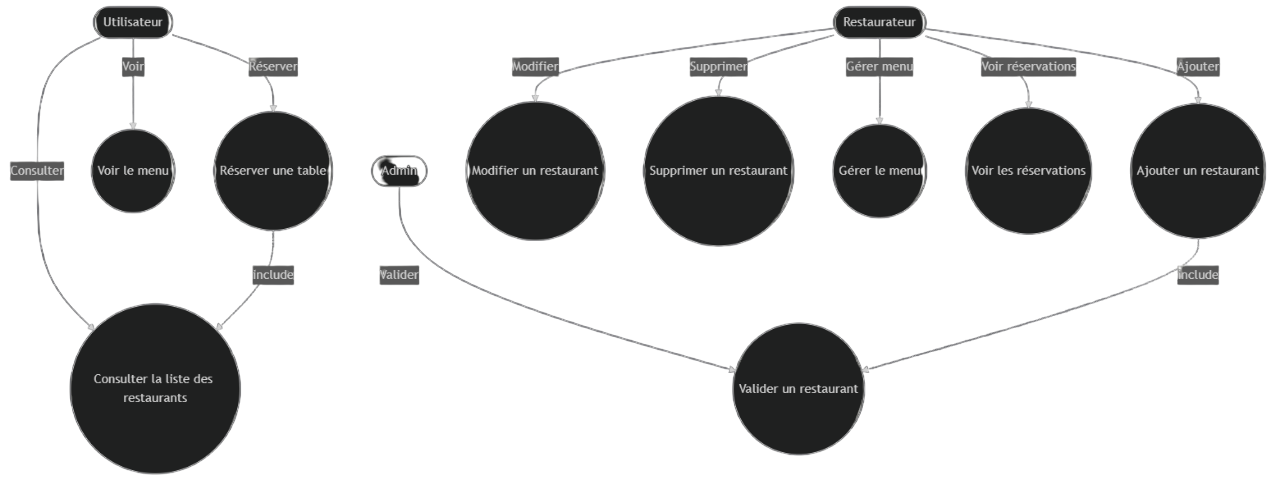 Utilisateur
Restaurateur
Voir
Réserver
Modifier
Supprimer
Gérer menu
Voir réservations
Ajouter
Consulter
Voir le menu
Réserver une table
Admin
Modifier un restaurant
Supprimer un restaurant
Gérer le menu
Voir les réservations
Ajouter un restaurant
include
Valider
include
Consulter la liste des
restaurants
Valider un restaurant